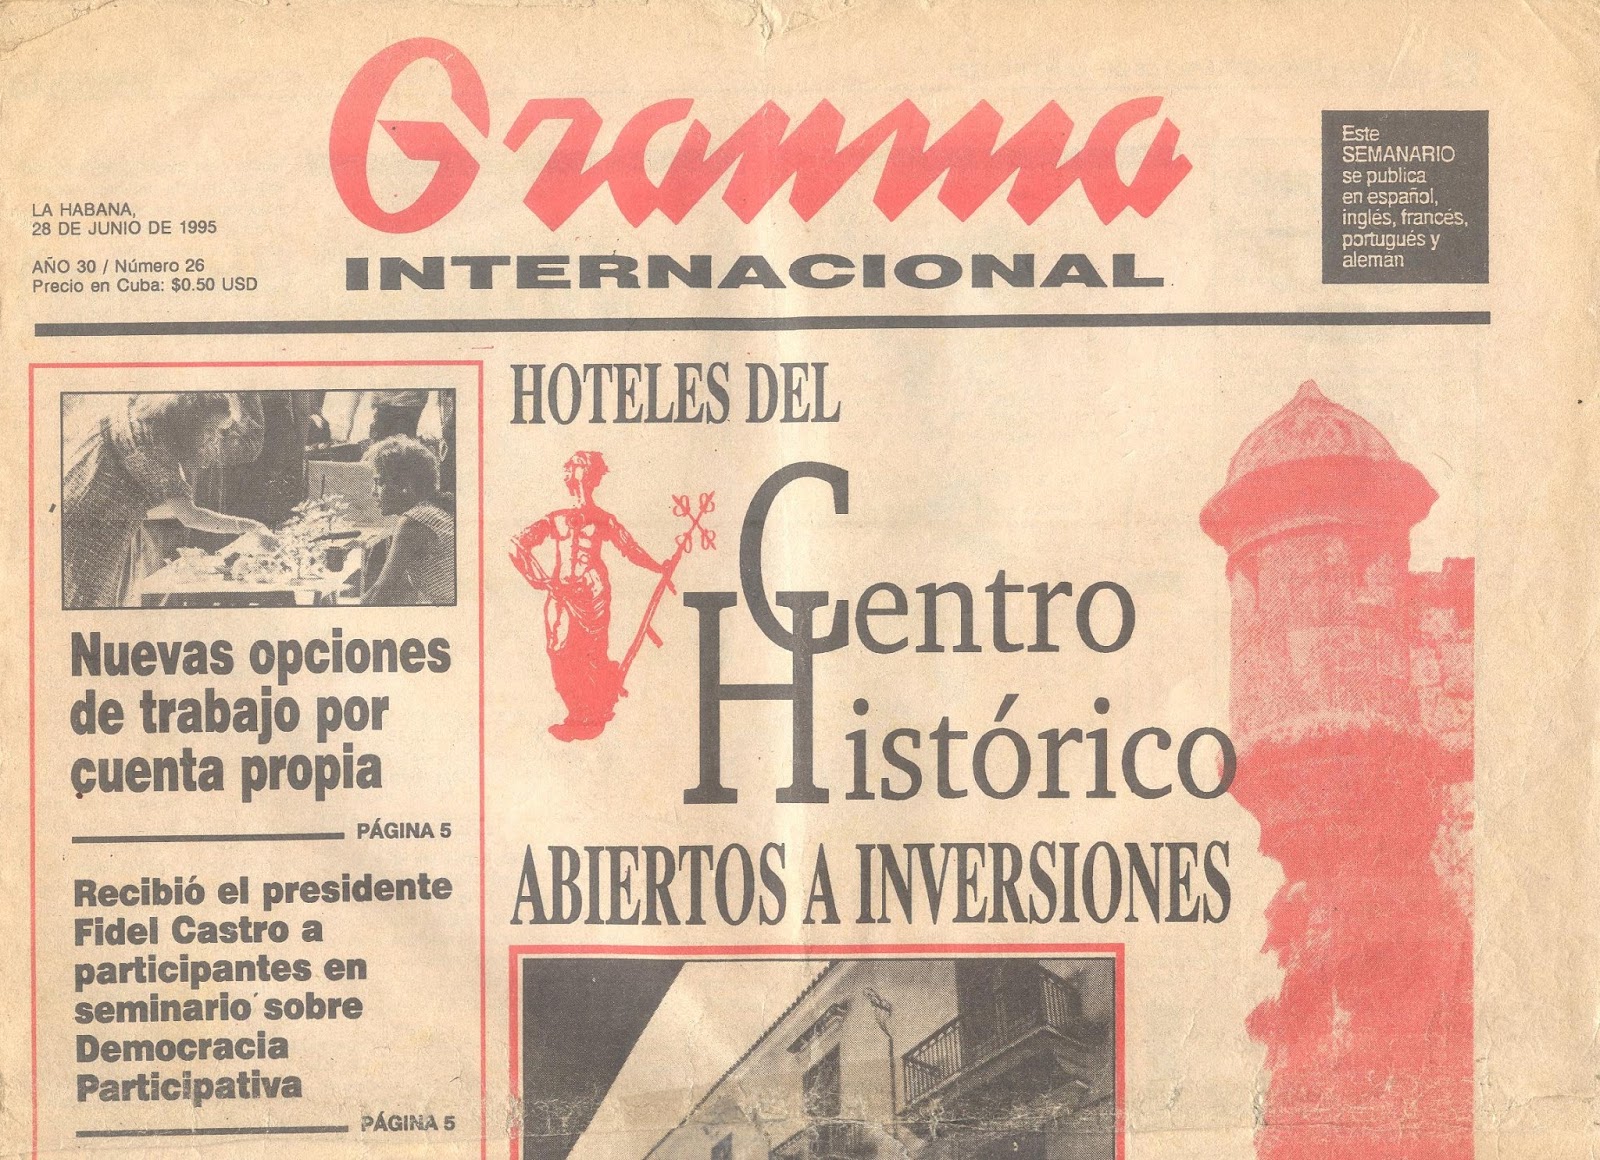 Granma
INTERNACIONAL
LA HABANA,
28 DE JUNIO DE 1995
AÑO 30 / Número 26
Precio en Cuba: $0.50 USD
Este
SEMANARIO
se publica
en español,
inglés, francés,
portugués y
alemán
Nuevas opciones
de trabajo por
cuenta propia
PÁGINA 5
Recibió el presidente
Fidel Castro a
participantes en
seminario sobre
Democracia
Participativa
PÁGINA 5
HOTELES DEL
Centro
Histórico
ABIERTOS A INVERSIONES